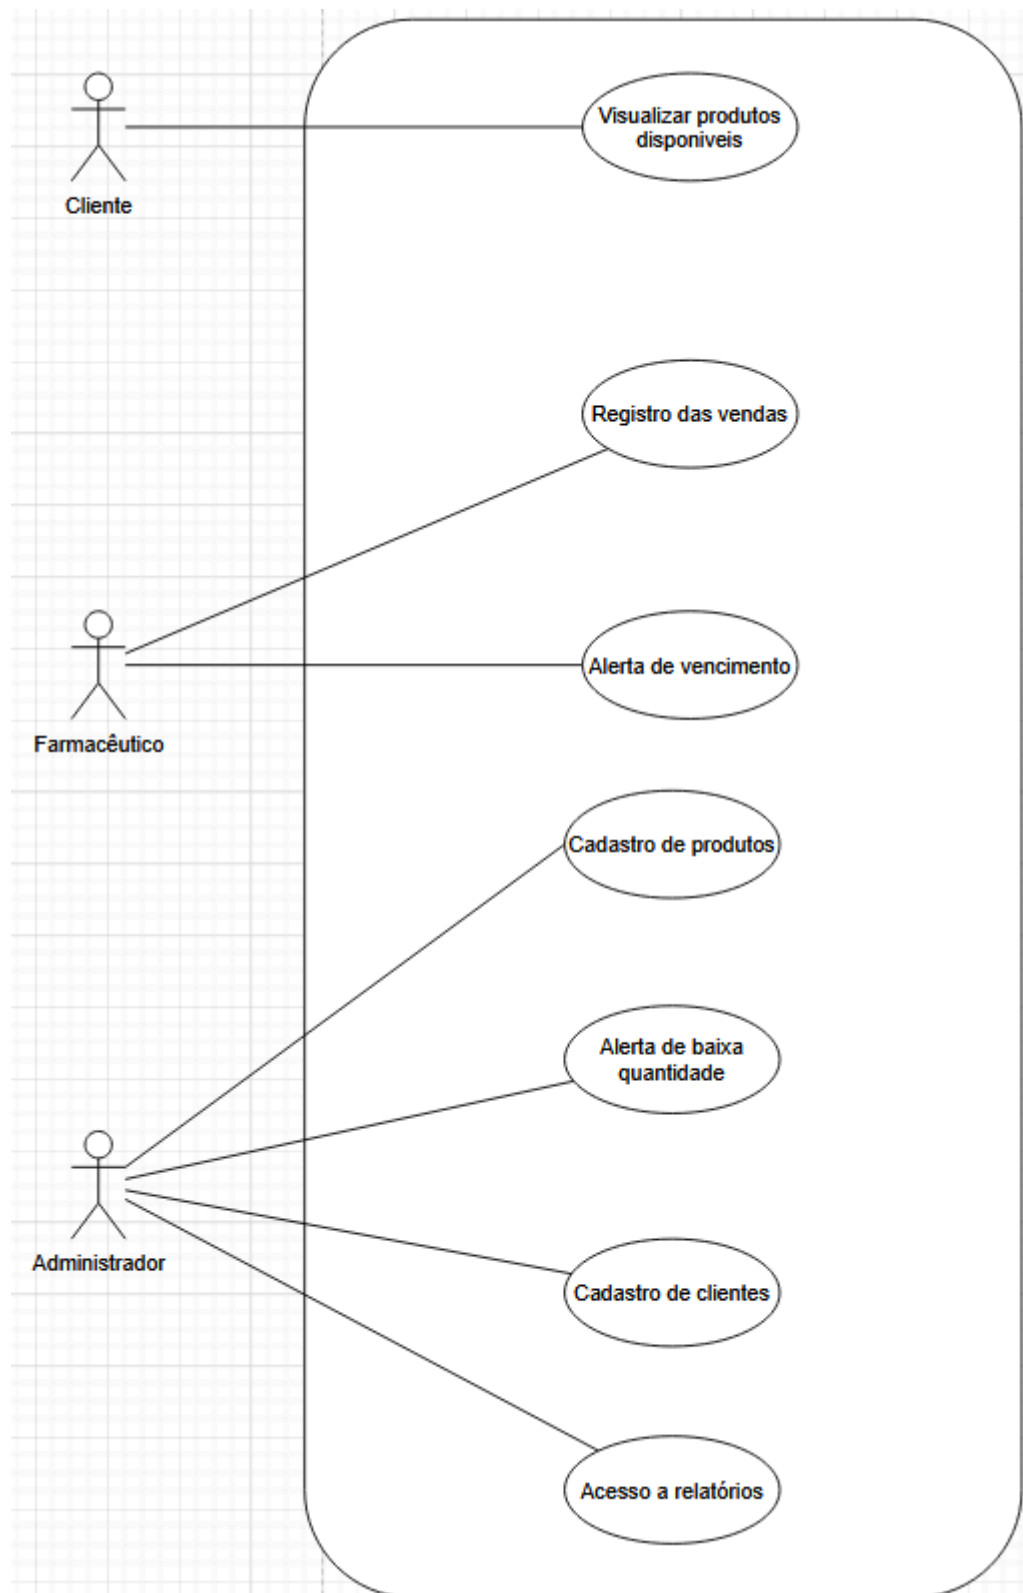 Visualizar produtos
disponiveis
Cliente
Registro das vendas
Alerta de vencimento
Farmacêutico
Cadastro de produtos
Alerta de baixa
quantidade
Administrador
Cadastro de clientes
Acesso a relatórios